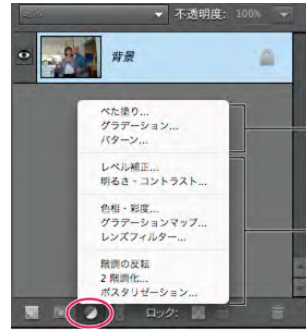 不透明度: 100%
背景
べた塗り...
グラデーション...
パターン...
レベル補正...
明るさ・コントラスト...
色相・彩度...
グラデーションマップ...
レンズフィルター...
階調の反転
2 階調化...
ポスタリゼーション...
ロック: